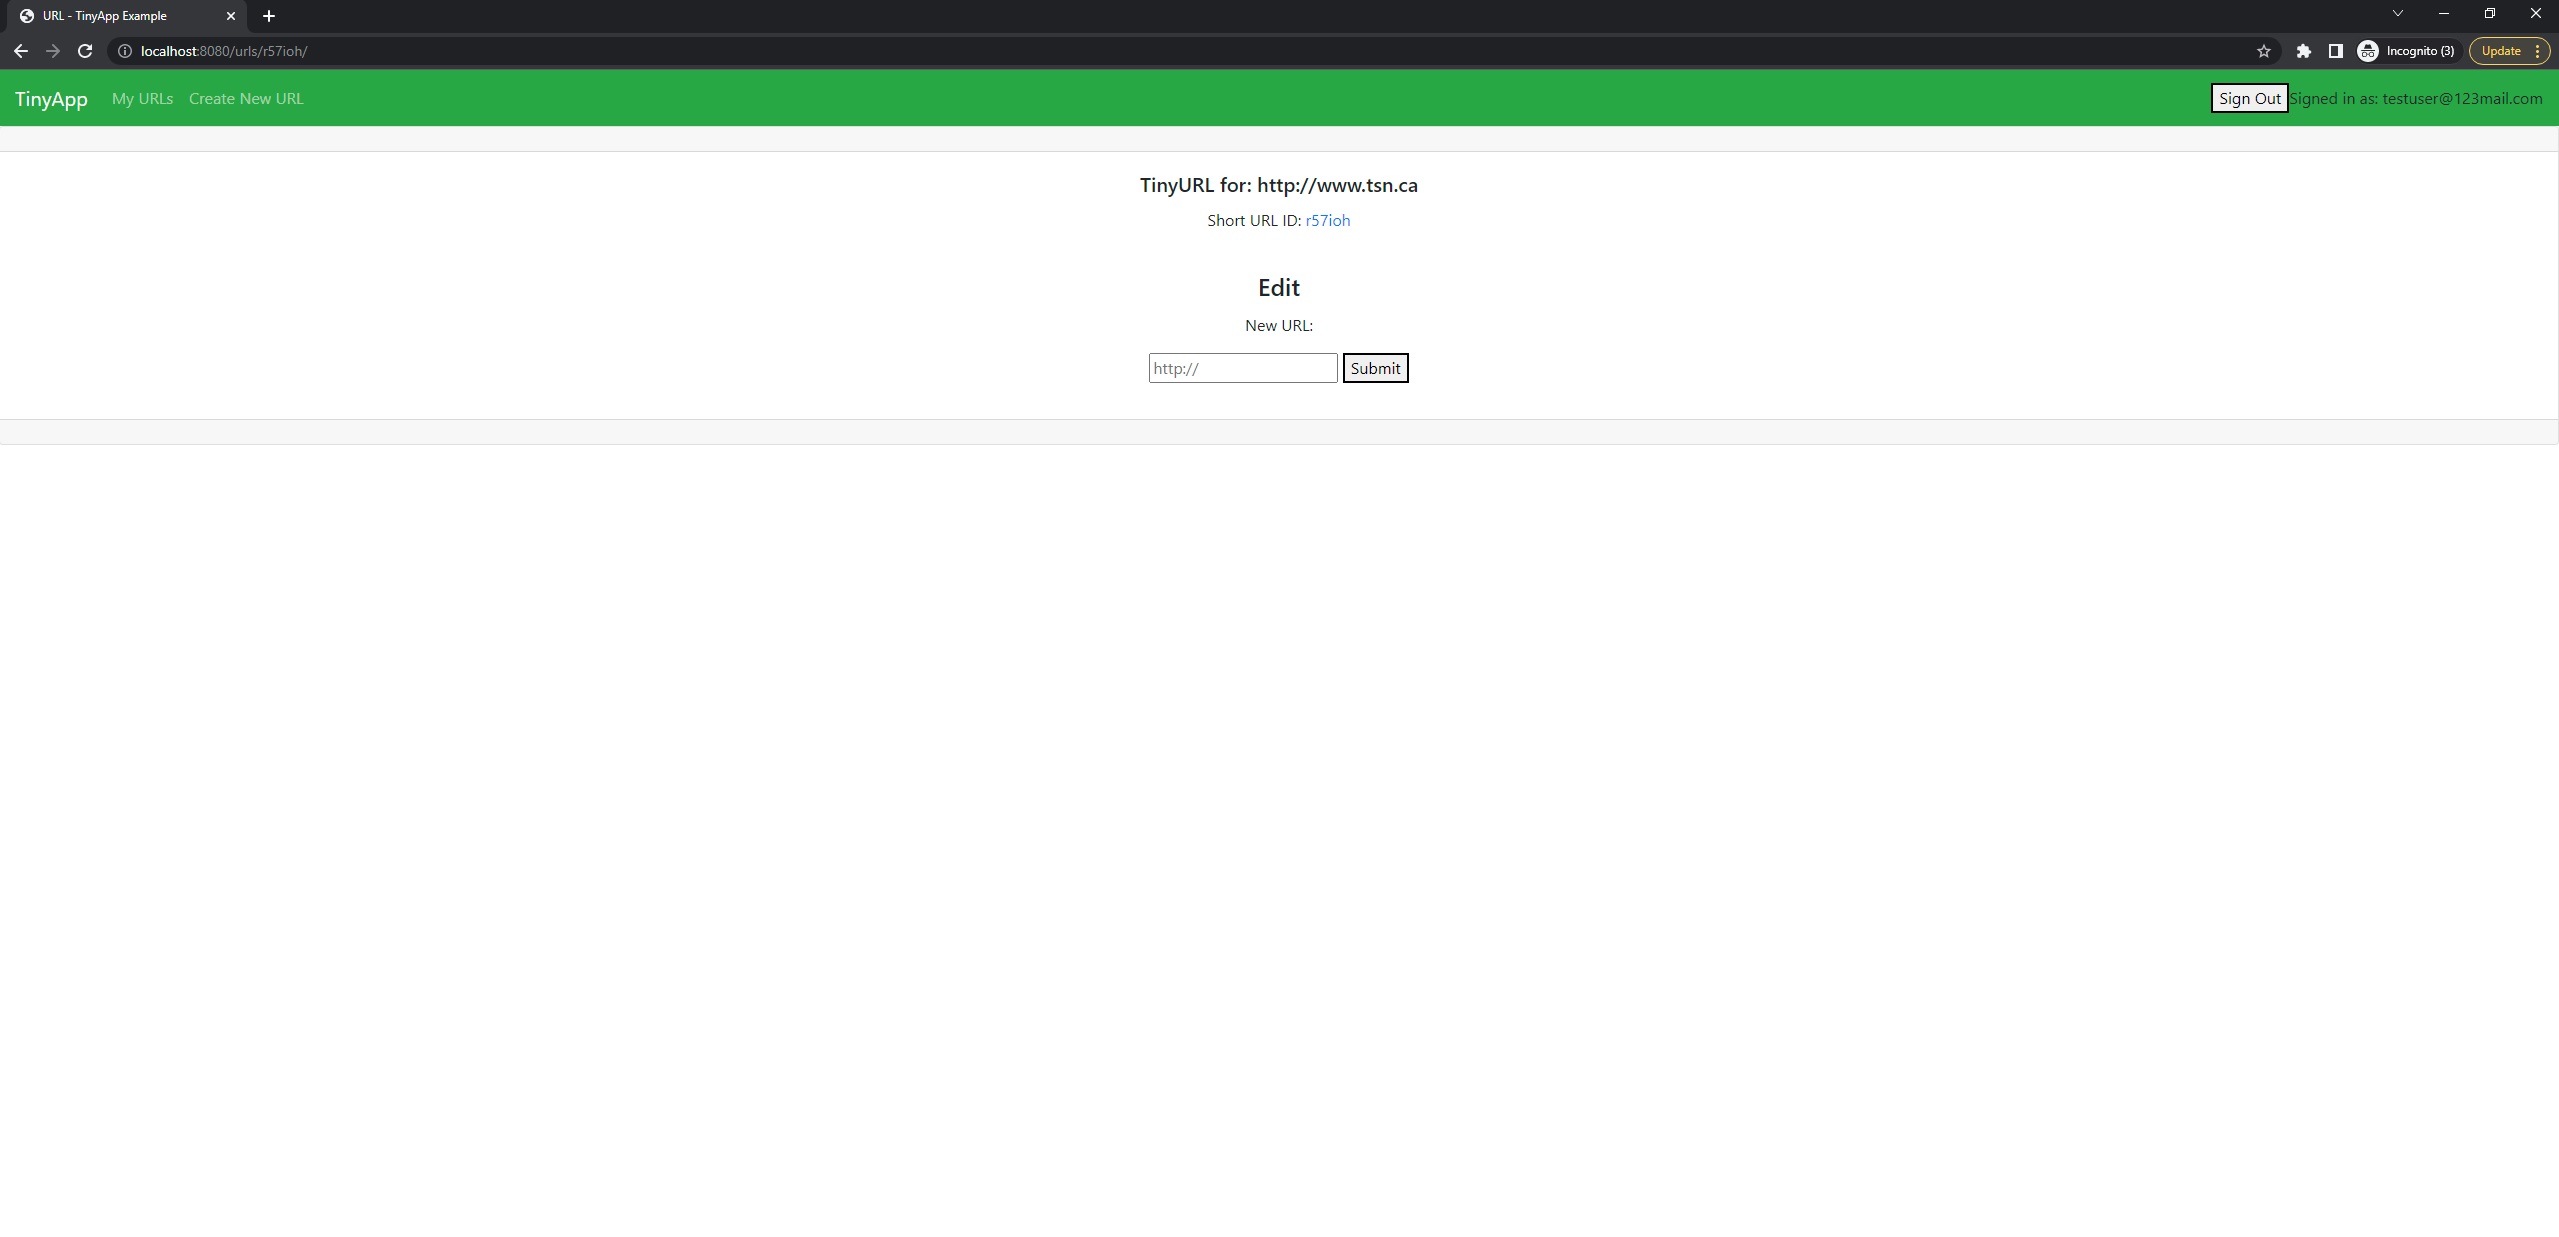 URL - TinyApp Example
localhost:8080/urls/r57ioh/
Incognito (3)
Update
TinyApp My URLs Create New URL
Sign Out Signed in as: testuser@123mail.com
TinyURL for: http://www.tsn.ca
Short URL ID: r57ioh
Edit
New URL:
http:// Submit